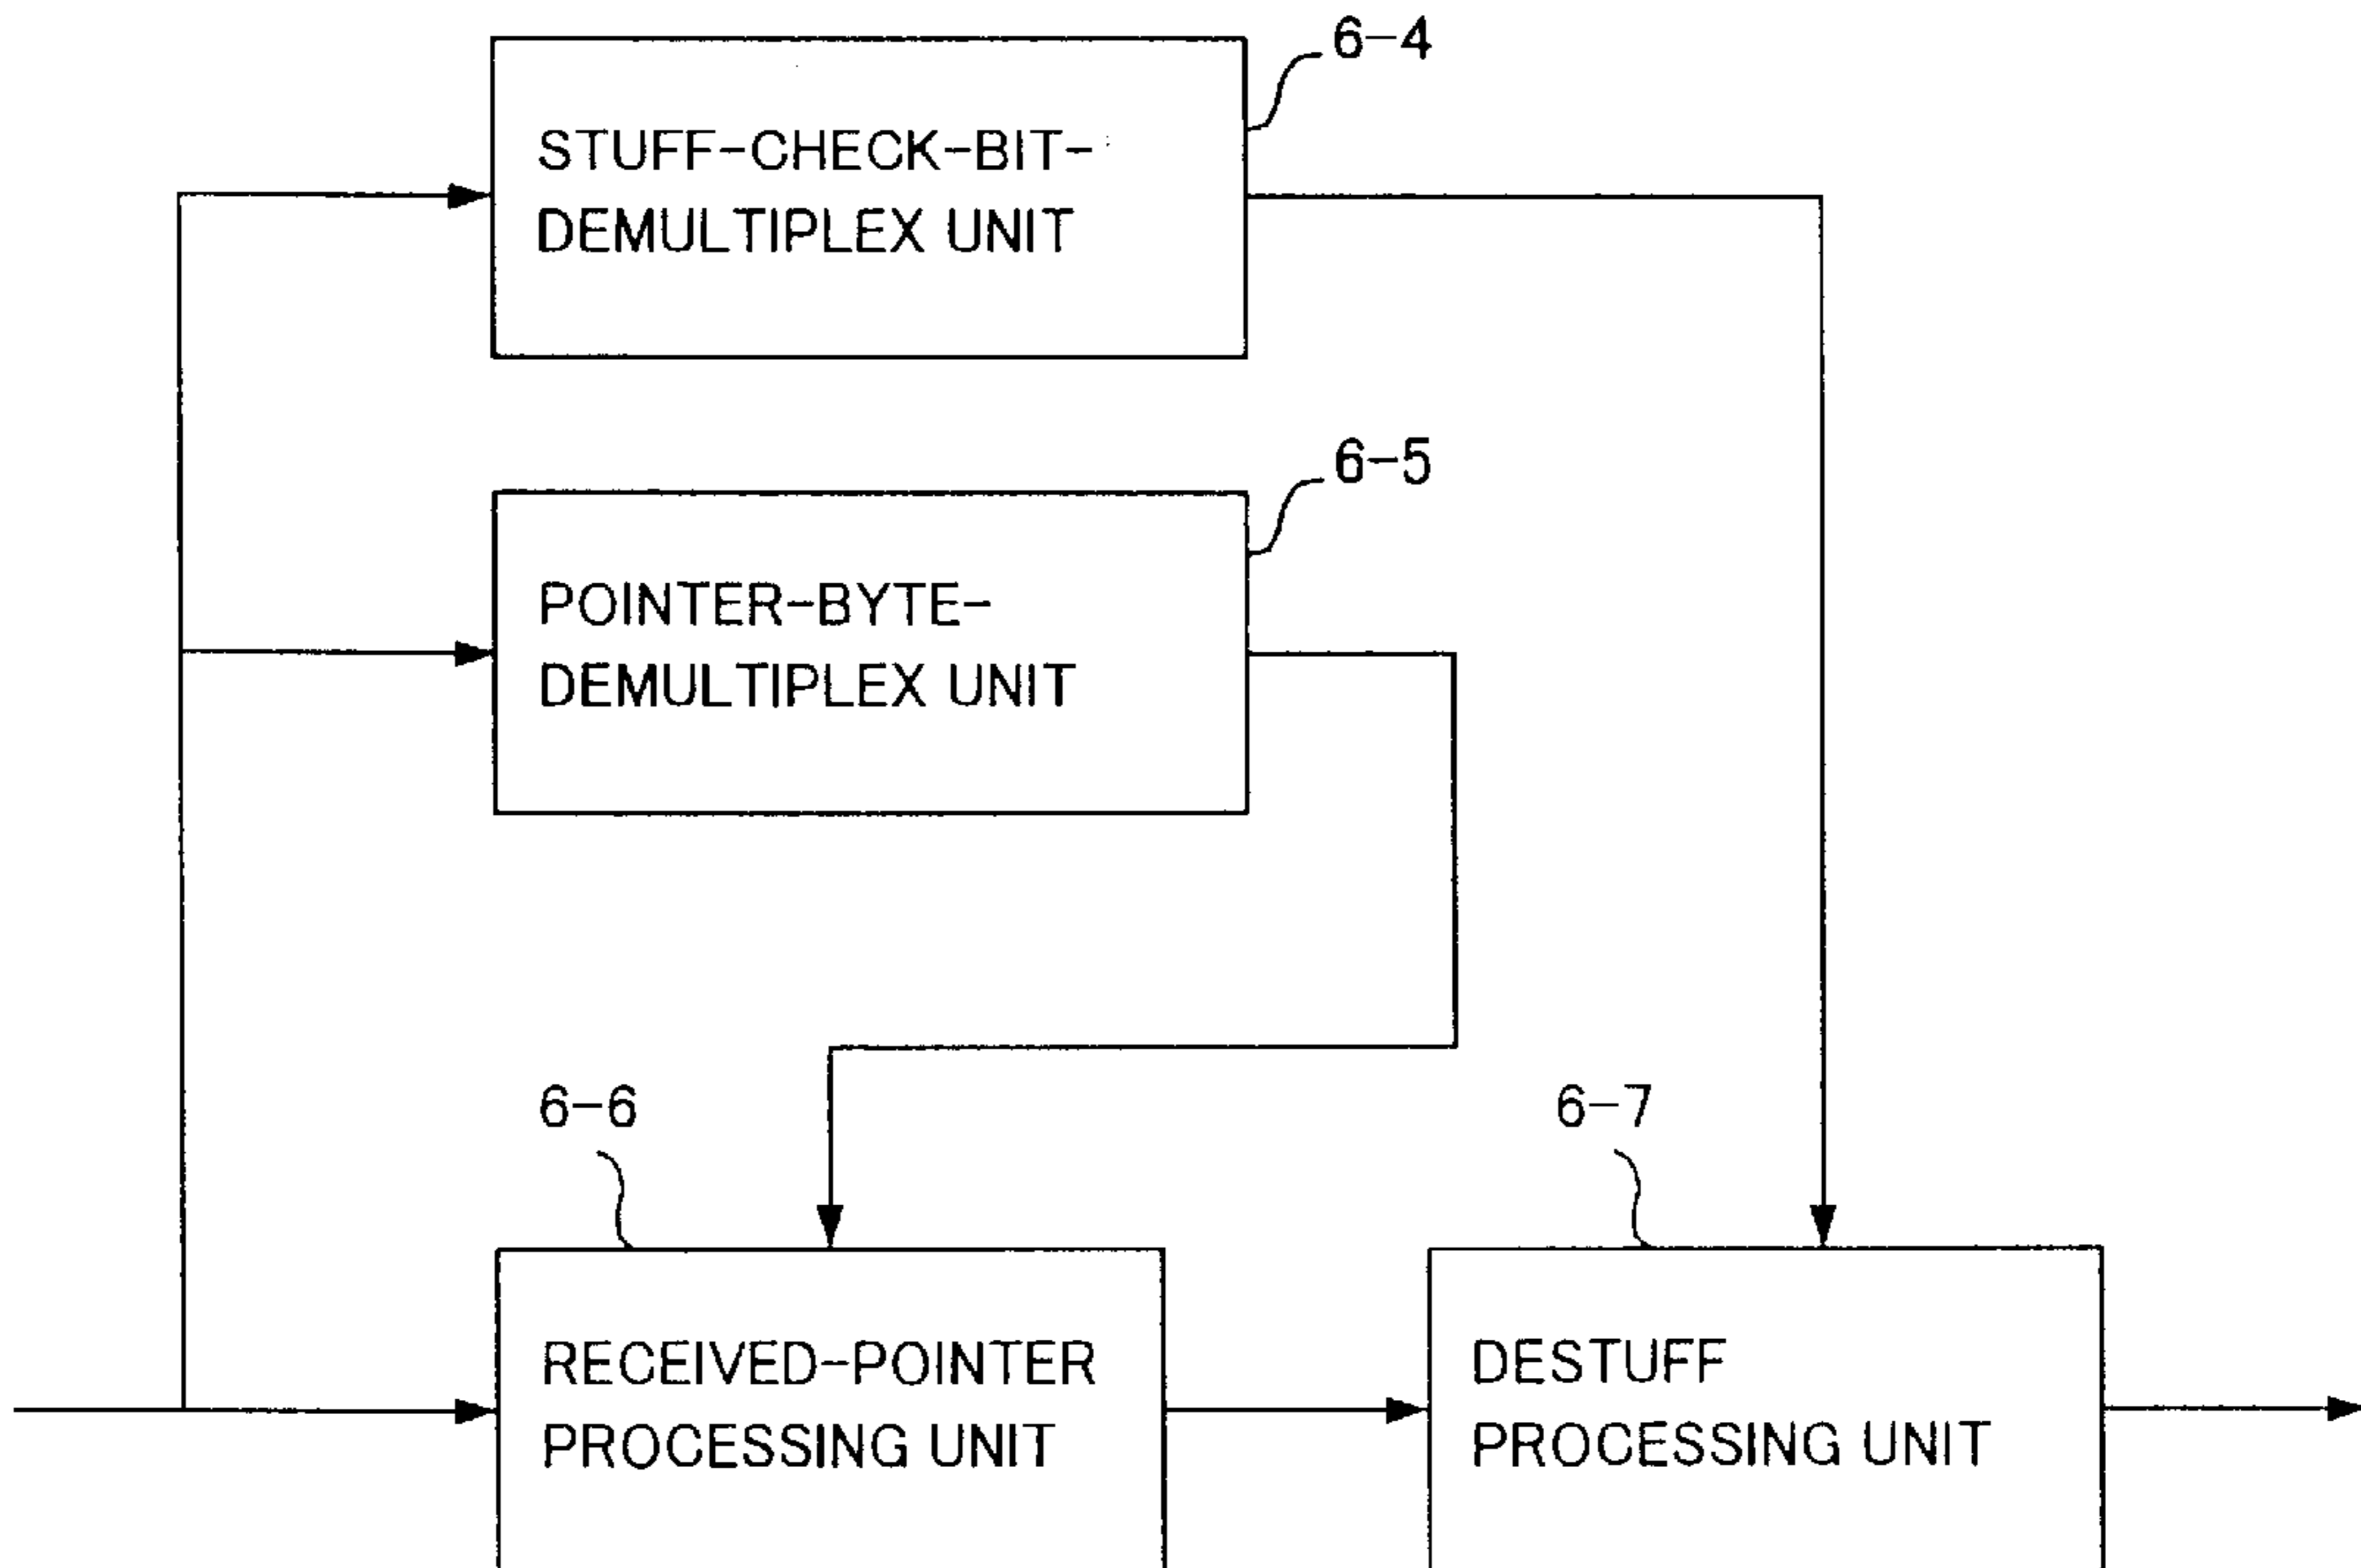 6-4
STUFF-CHECK-BIT-
DEMULTIPLEX UNIT
6-5
POINTER-BYTE-
DEMULTIPLEX UNIT
6-6
RECEIVED-POINTER
PROCESSING UNIT
6-7
DESTUFF
PROCESSING UNIT